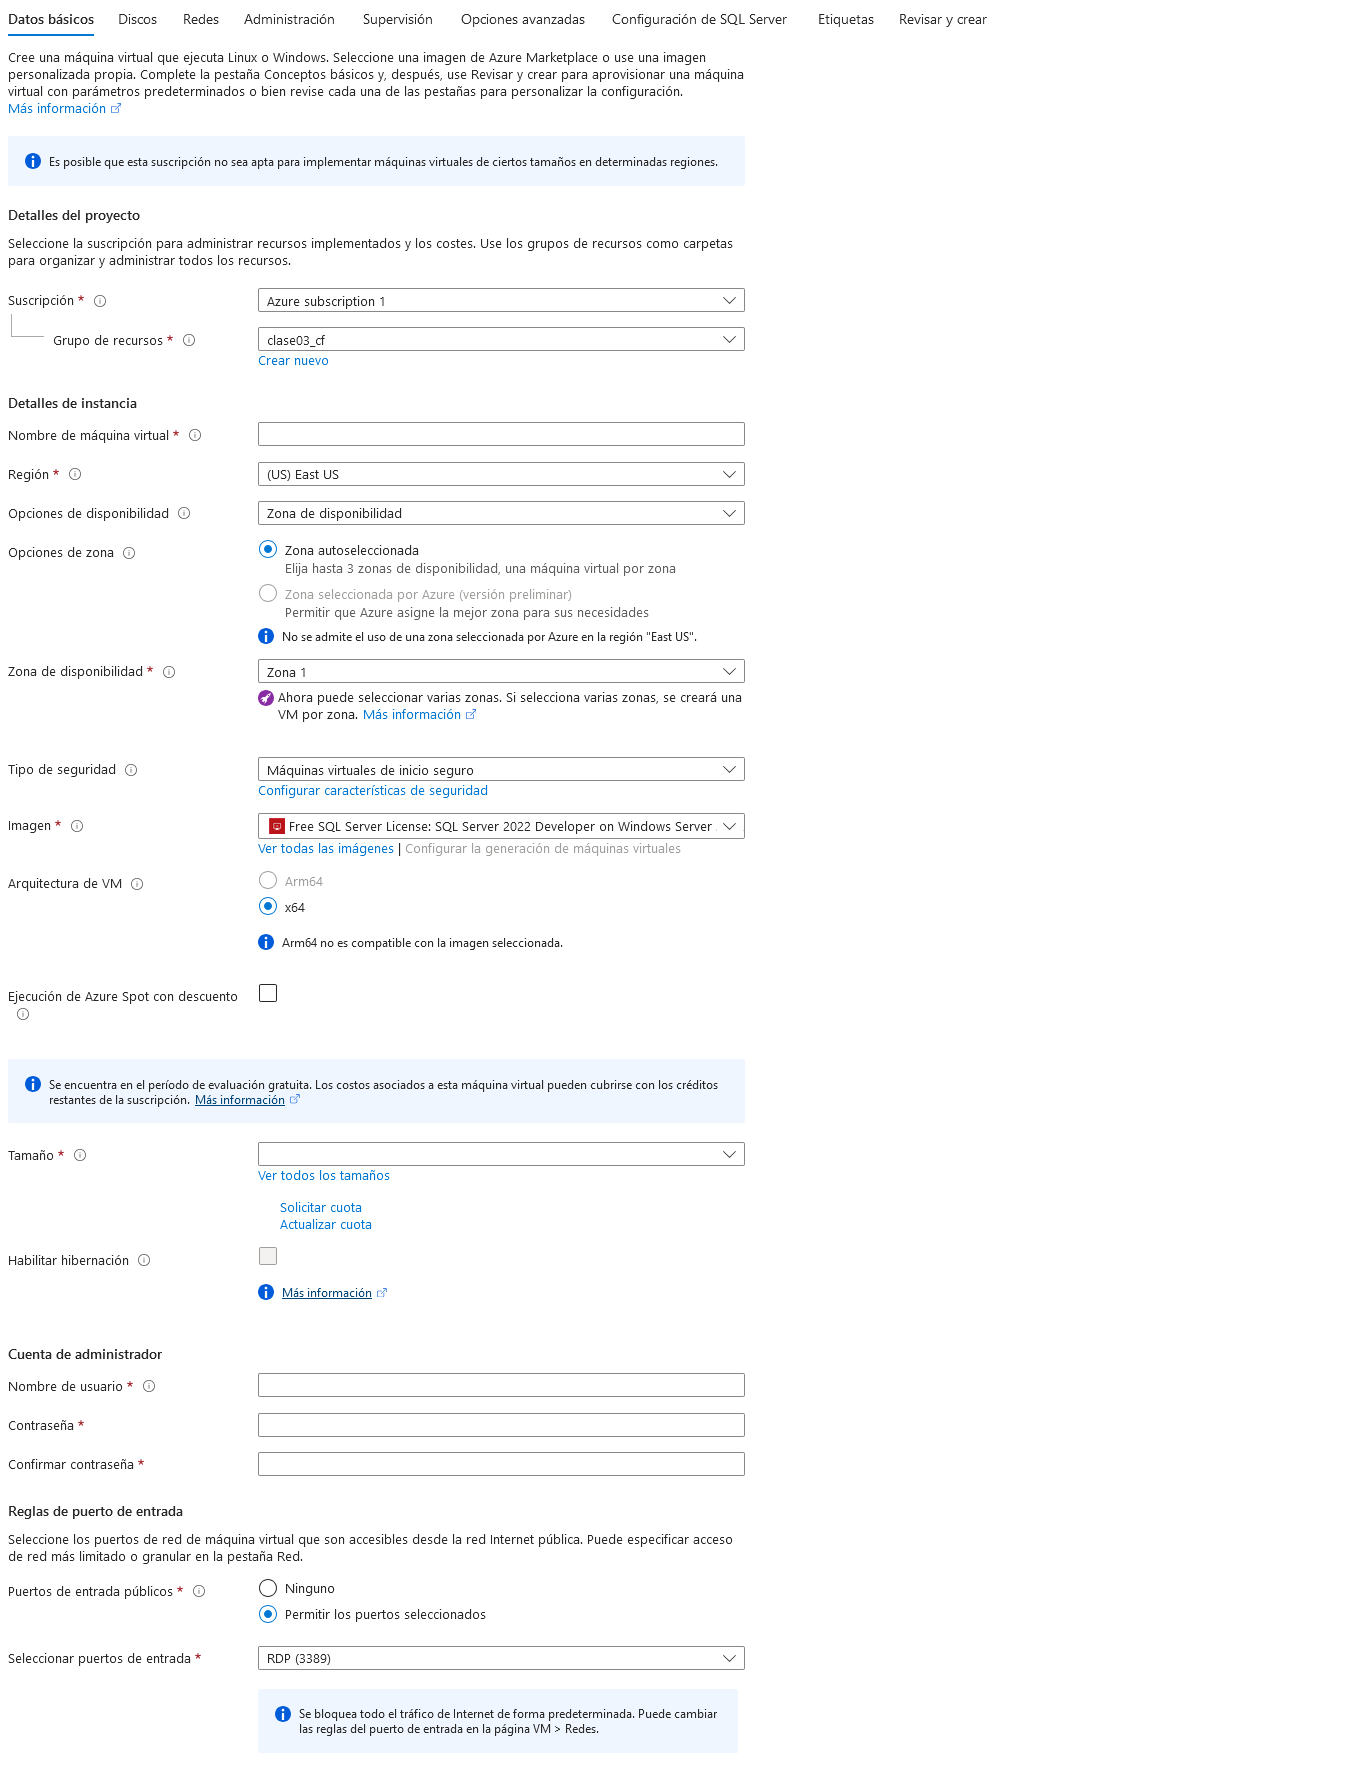 Datos básicos Discos Redes Administración Supervisión Opciones avanzadas Configuración de SQL Server Etiquetas Revisar y crear
Cree una máquina virtual que ejecuta Linux o Windows. Seleccione una imagen de Azure Marketplace o use una imagen
personalizada propia. Complete la pestaña Conceptos básicos y, después, use Revisar y crear para aprovisionar una máquina
virtual con parámetros predeterminados o bien revise cada una de las pestañas para personalizar la configuración.
Más información
Es posible que esta suscripción no sea apta para implementar máquinas virtuales de ciertos tamaños en determinadas regiones.
Detalles del proyecto
Seleccione la suscripción para administrar recursos implementados y los costes. Use los grupos de recursos como carpetas
para organizar y administrar todos los recursos.
Suscripción * Azure subscription 1
Grupo de recursos * clase03_cf
Crear nuevo
Detalles de instancia
Nombre de máquina virtual *
Región * (US) East US
Opciones de disponibilidad Zona de disponibilidad
Opciones de zona Zona autoseleccionada
Elija hasta 3 zonas de disponibilidad, una máquina virtual por zona
Zona seleccionada por Azure (versión preliminar)
Permitir que Azure asigne la mejor zona para sus necesidades
No se admite el uso de una zona seleccionada por Azure en la región "East US".
Zona de disponibilidad * Zona 1
Ahora puede seleccionar varias zonas. Si selecciona varias zonas, se creará una
VM por zona. Más información
Tipo de seguridad Máquinas virtuales de inicio seguro
Configurar características de seguridad
Imagen * Free SQL Server License: SQL Server 2022 Developer on Windows Server
Ver todas las imágenes | Configurar la generación de máquinas virtuales
Arquitectura de VM Arm64
x64
Arm64 no es compatible con la imagen seleccionada.
Ejecución de Azure Spot con descuento
Se encuentra en el período de evaluación gratuita. Los costos asociados a esta máquina virtual pueden cubrirse con los créditos
restantes de la suscripción. Más información
Tamaño *
Ver todos los tamaños
Solicitar cuota
Actualizar cuota
Habilitar hibernación
Más información
Cuenta de administrador
Nombre de usuario *
Contraseña *
Confirmar contraseña *
Reglas de puerto de entrada
Seleccione los puertos de red de máquina virtual que son accesibles desde la red Internet pública. Puede especificar acceso
de red más limitado o granular en la pestaña Red.
Puertos de entrada públicos * Ninguno
Permitir los puertos seleccionados
Seleccionar puertos de entrada * RDP (3389)
Se bloquea todo el tráfico de Internet de forma predeterminada. Puede cambiar
las reglas del puerto de entrada en la página VM > Redes.